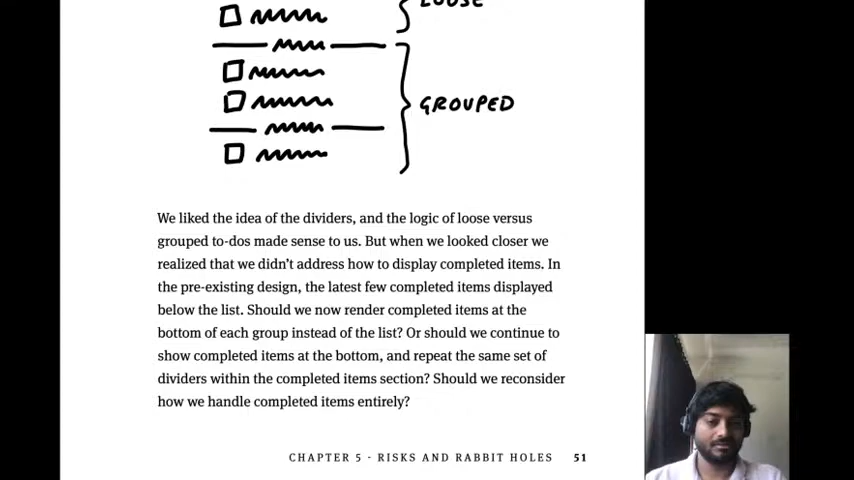 LOOSE
GROUPED
We liked the idea of the dividers, and the logic of loose versus
grouped to-dos made sense to us. But when we looked closer we
realized that we didn’t address how to display completed items. In
the pre-existing design, the latest few completed items displayed
below the list. Should we now render completed items at the
bottom of each group instead of the list? Or should we continue to
show completed items at the bottom, and repeat the same set of
dividers within the completed items section? Should we reconsider
how we handle completed items entirely?
CHAPTER 5 - RISKS AND RABBIT HOLES 51